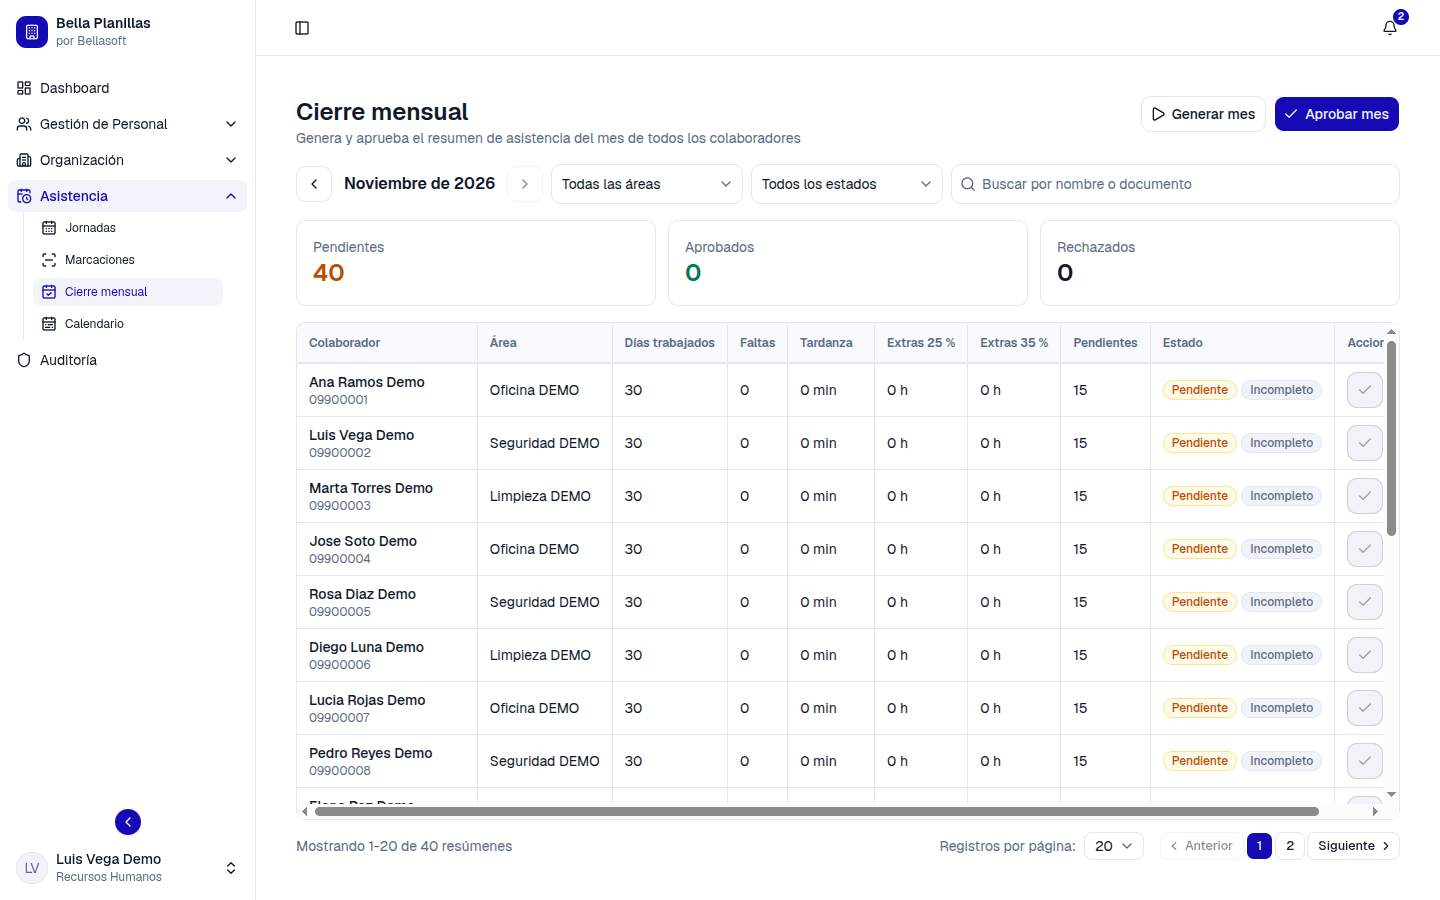 Bella Planillas
por Bellasoft
Dashboard
Gestión de Personal
Organización
Asistencia
Jornadas
Marcaciones
Cierre mensual
Calendario
Auditoría
LV
Luis Vega Demo
Recursos Humanos
2
Cierre mensual
Genera y aprueba el resumen de asistencia del mes de todos los colaboradores
Generar mes
Aprobar mes
Noviembre de 2026
Todas las áreas
Todos los estados
Buscar por nombre o documento
Pendientes
40
Aprobados
0
Rechazados
0
Colaborador Área Días trabajados Faltas Tardanza Extras 25 % Extras 35 % Pendientes Estado Accion
Ana Ramos Demo
09900001
Oficina DEMO 30 0 0 min 0 h 0 h 15 Pendiente Incompleto
Luis Vega Demo
09900002
Seguridad DEMO 30 0 0 min 0 h 0 h 15 Pendiente Incompleto
Marta Torres Demo
09900003
Limpieza DEMO 30 0 0 min 0 h 0 h 15 Pendiente Incompleto
Jose Soto Demo
09900004
Oficina DEMO 30 0 0 min 0 h 0 h 15 Pendiente Incompleto
Rosa Diaz Demo
09900005
Seguridad DEMO 30 0 0 min 0 h 0 h 15 Pendiente Incompleto
Diego Luna Demo
09900006
Limpieza DEMO 30 0 0 min 0 h 0 h 15 Pendiente Incompleto
Lucia Rojas Demo
09900007
Oficina DEMO 30 0 0 min 0 h 0 h 15 Pendiente Incompleto
Pedro Reyes Demo
09900008
Seguridad DEMO 30 0 0 min 0 h 0 h 15 Pendiente Incompleto
Mostrando 1-20 de 40 resúmenes
Registros por página: 20
Anterior 1 2 Siguiente